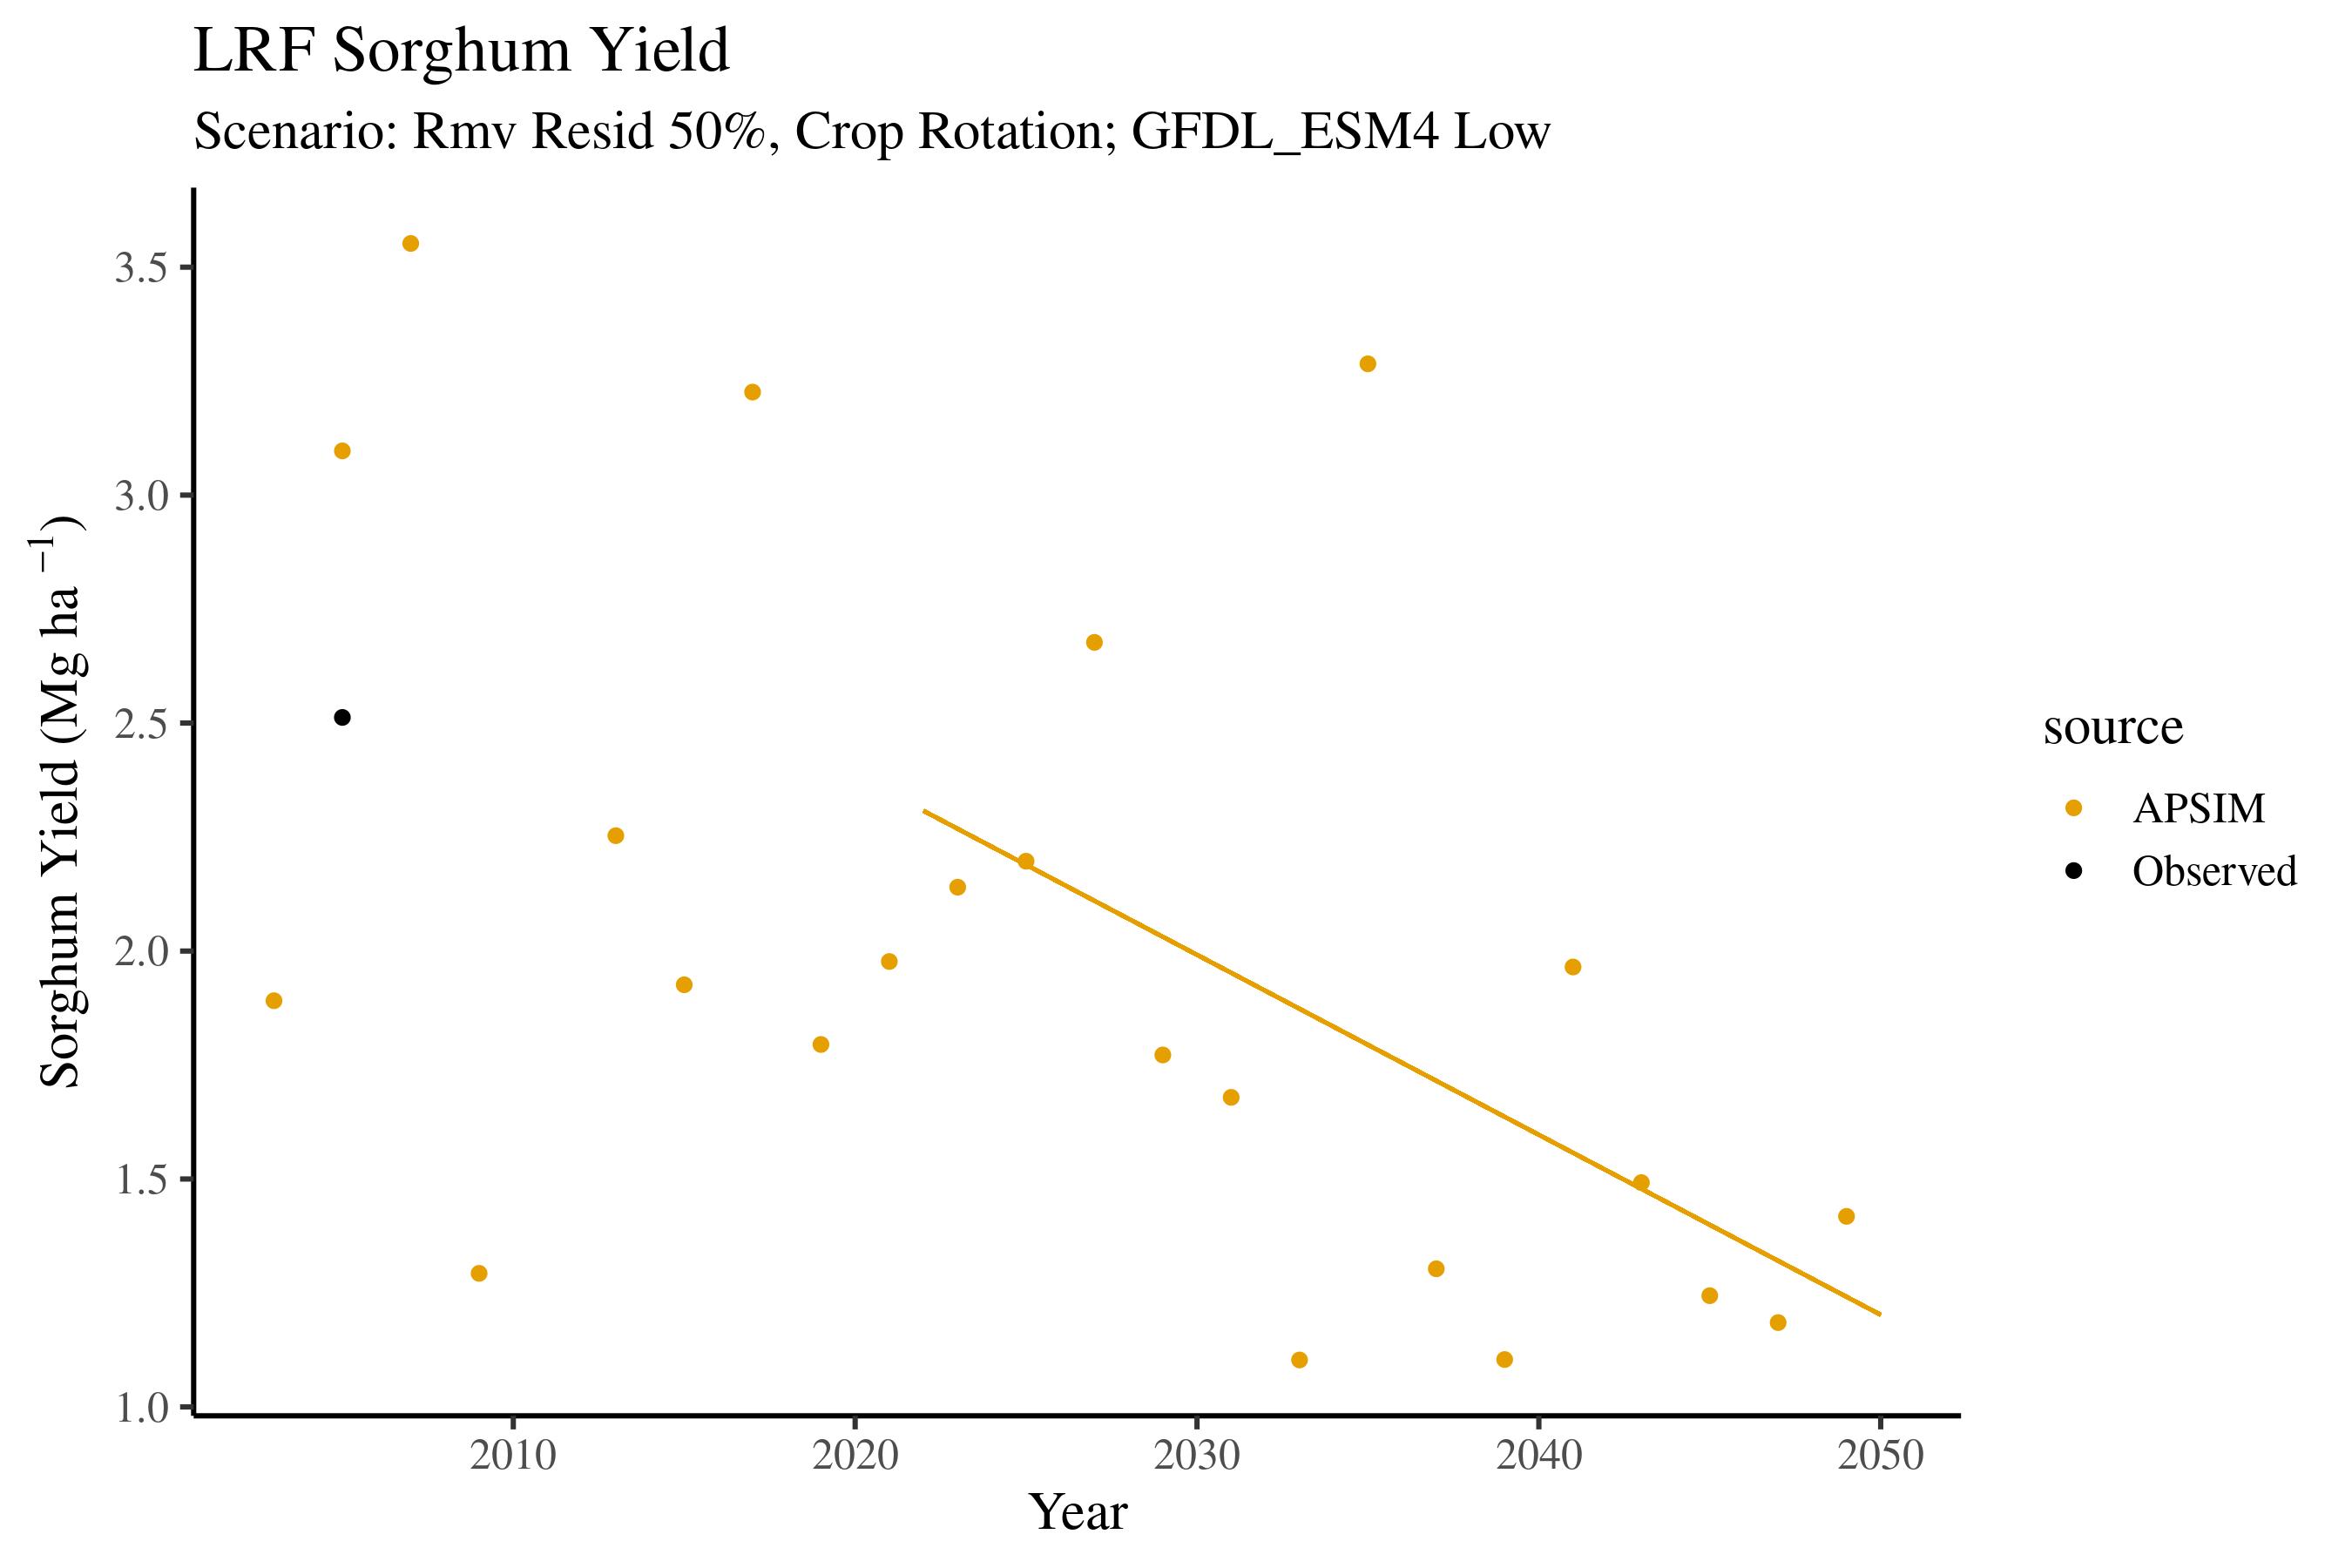 LRF Sorghum Yield
Scenario: Rmv Resid 50%, Crop Rotation; GFDL_ESM4 Low
Sorghum Yield (Mg ha −1)
3.5
3.0
2.5
2.0
1.5
1.0
2010 2020 2030 2040 2050
Year
source
APSIM
Observed